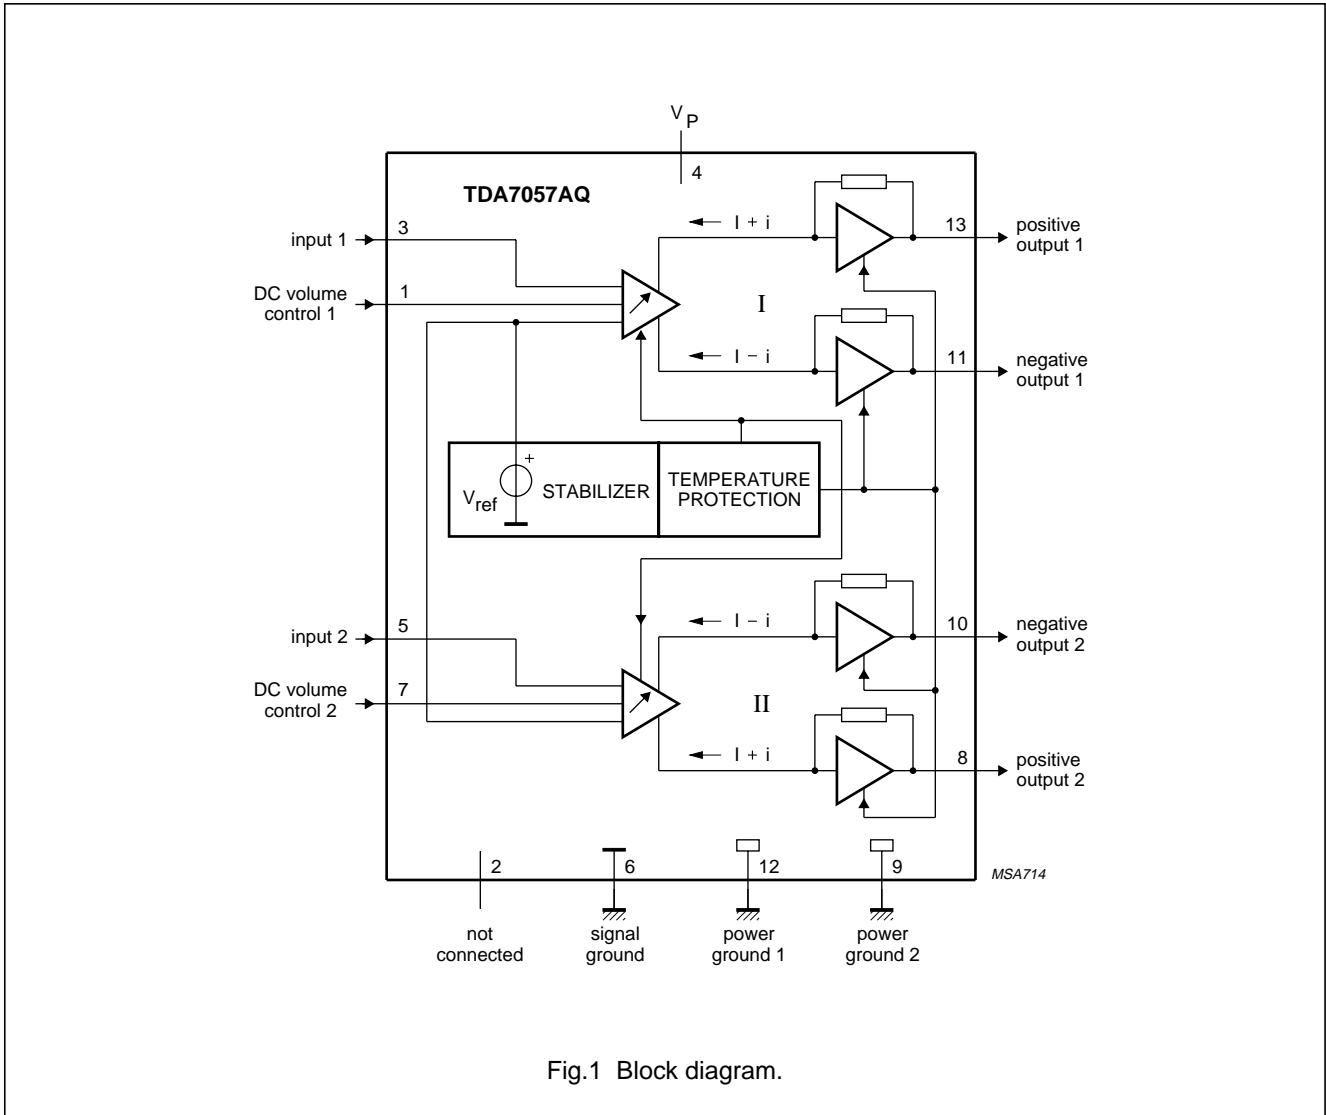 V P
4
TDA7057AQ
3
input 1
I + i
13
positive
output 1
1
DC volume
control 1
I
I − i
11
negative
output 1
+
Vref
STABILIZER
TEMPERATURE
PROTECTION
5
input 2
I − i
10
negative
output 2
7
DC volume
control 2
II
I + i
8
positive
output 2
2
6
12
9
MSA714
not
connected
signal
ground
power
ground 1
power
ground 2
Fig.1 Block diagram.